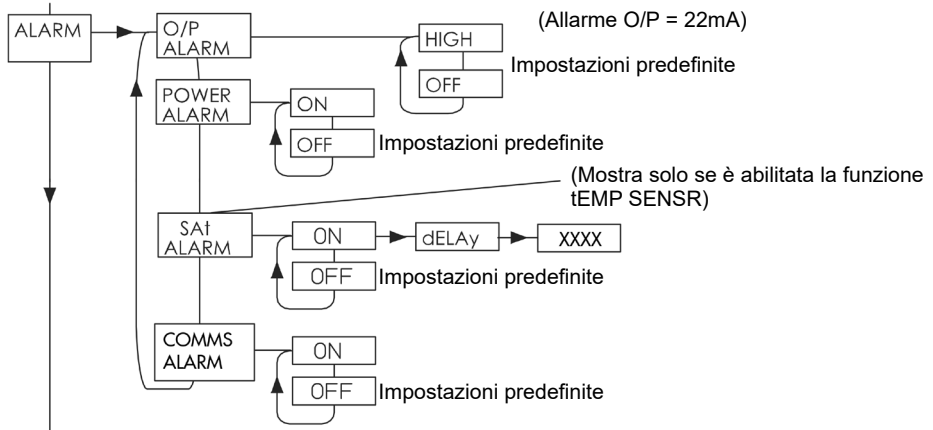 ALARM
O/P
ALARM
HIGH
(Allarme O/P = 22mA)
Impostazioni predefinite
OFF
POWER
ALARM
ON
OFF
Impostazioni predefinite
(Mostra solo se è abilitata la funzione
tEMP SENSR)
SAt
ALARM
ON
dELAy
XXXX
OFF
Impostazioni predefinite
COMMS
ALARM
ON
OFF
Impostazioni predefinite